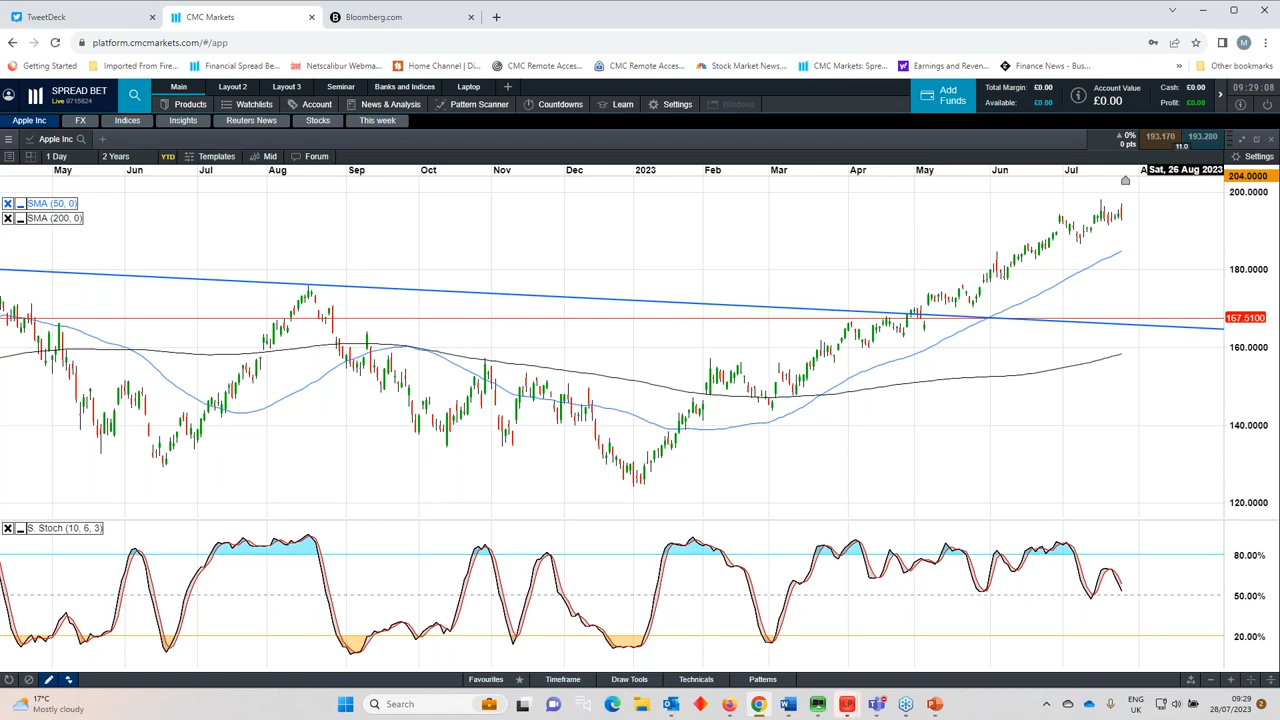 TweetDeck
CMC Markets
Bloomberg.com
platform.cmcmarkets.com/#/app
M
Getting Started
Imported From Fire...
Financial Spread Be...
Netscalibur Webma...
Home Channel | Di...
CMC Remote Acces...
CMC Remote Acces...
Stock Market News,...
CMC Markets: Sprea...
Earnings and Reven...
Finance News - Bus...
»
Other bookmarks
SPREAD BET
Live 9715824
Main
Layout 2
Layout 3
Seminar
Banks and Indices
Laptop
Products
Watchlists
Account
News & Analysis
Pattern Scanner
Countdowns
Learn
Settings
Windows
Add Funds
Total Margin: £0.00
Available: £0.00
Account Value
£0.00
Cash: £0.00
Profit: £0.00
09:29:08
Apple Inc
FX
Indices
Insights
Reuters News
Stocks
This week
Apple Inc
0%
0 pts
193.170
193.280
11.0
1 Day
2 Years
YTD
Templates
Mid
Forum
Settings
May
Jun
Jul
Aug
Sep
Oct
Nov
Dec
2023
Feb
Mar
Apr
May
Jun
Jul
A
Sat, 26 Aug 2023
204.0000
200.0000
SMA (50, 0)
SMA (200, 0)
180.0000
167.5100
160.0000
140.0000
120.0000
S. Stoch (10, 6, 3)
80.00%
50.00%
20.00%
Favourites
Timeframe
Draw Tools
Technicals
Patterns
17°C
Mostly cloudy
Search
ENG
UK
09:29
28/07/2023